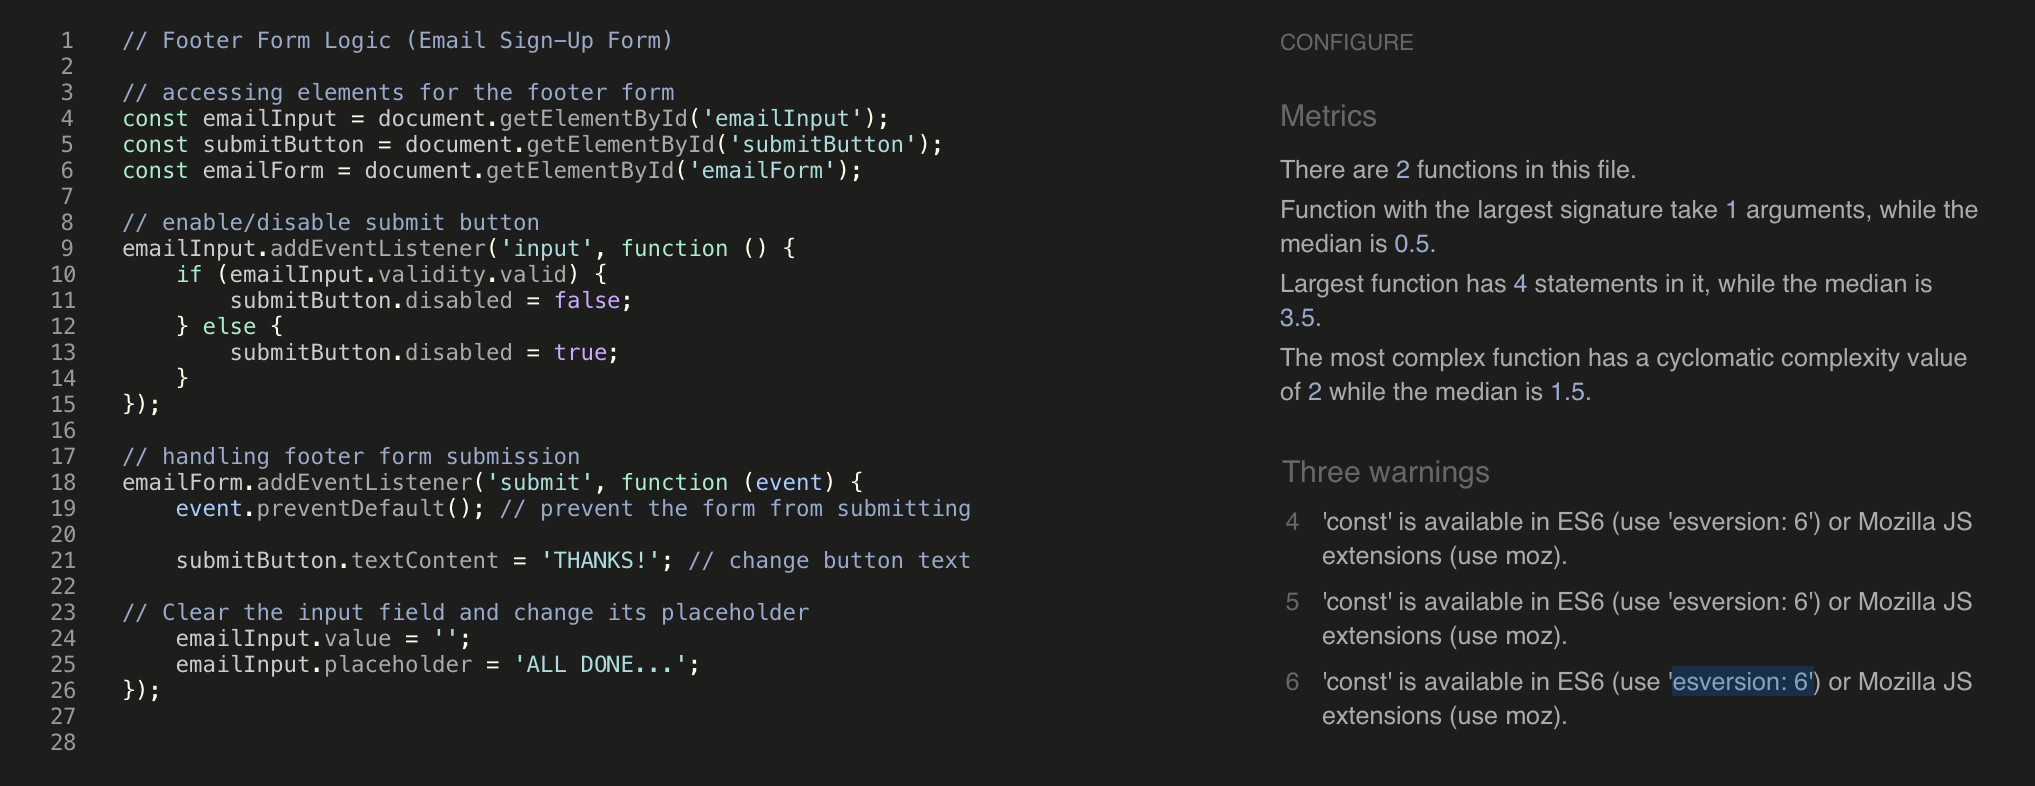 1 // Footer Form Logic (Email Sign-Up Form)
2
3 // accessing elements for the footer form
4 const emailInput = document.getElementById('emailInput');
5 const submitButton = document.getElementById('submitButton');
6 const emailForm = document.getElementById('emailForm');
7
8 // enable/disable submit button
9 emailInput.addEventListener('input', function () {
10     if (emailInput.validity.valid) {
11         submitButton.disabled = false;
12     } else {
13         submitButton.disabled = true;
14     }
15 });
16
17 // handling footer form submission
18 emailForm.addEventListener('submit', function (event) {
19     event.preventDefault(); // prevent the form from submitting
20
21     submitButton.textContent = 'THANKS!'; // change button text
22
23 // Clear the input field and change its placeholder
24     emailInput.value = '';
25     emailInput.placeholder = 'ALL DONE...';
26 });
27
28
CONFIGURE
Metrics
There are 2 functions in this file.
Function with the largest signature take 1 arguments, while the
median is 0.5.
Largest function has 4 statements in it, while the median is
3.5.
The most complex function has a cyclomatic complexity value
of 2 while the median is 1.5.
Three warnings
4 'const' is available in ES6 (use 'esversion: 6') or Mozilla JS
extensions (use moz).
5 'const' is available in ES6 (use 'esversion: 6') or Mozilla JS
extensions (use moz).
6 'const' is available in ES6 (use 'esversion: 6') or Mozilla JS
extensions (use moz).